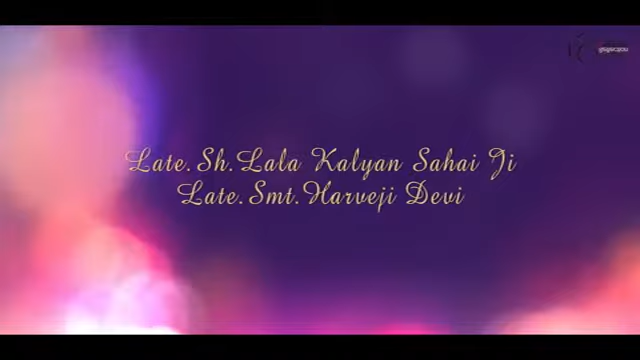 Late. Sh. Lala Kalyan Sahai Ji
Late. Smt. Harveji Devi